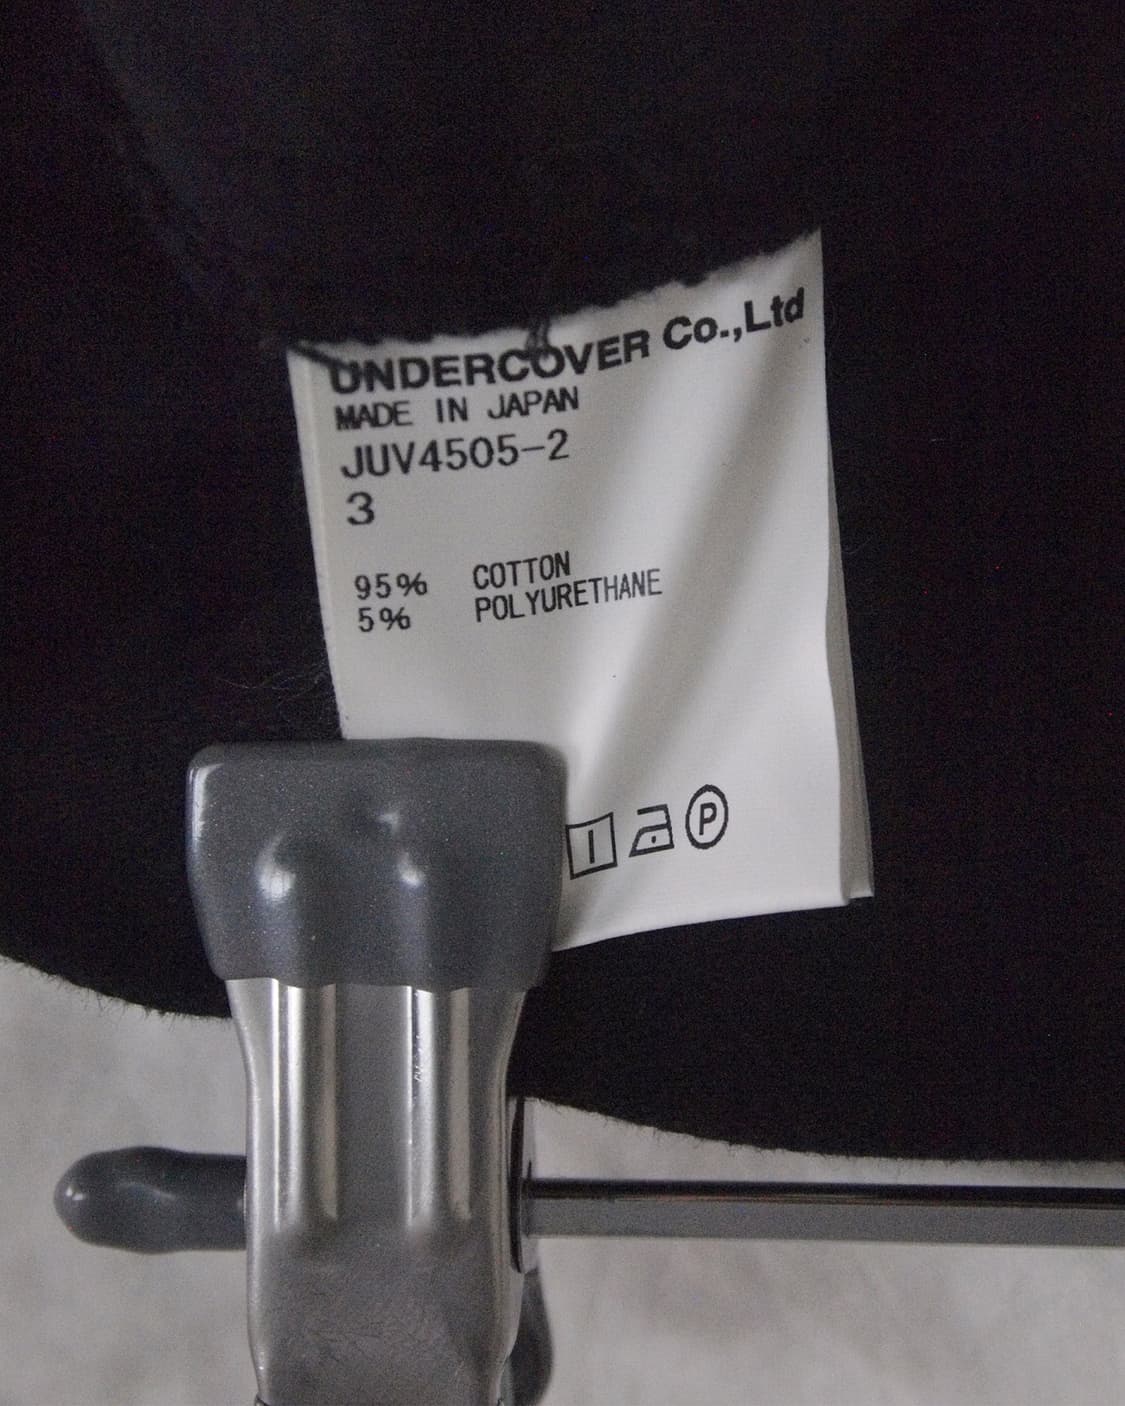 UNDERCOVER Co.,Ltd
MADE IN JAPAN
JUV4505-2
3
95% COTTON
5% POLYURETHANE
P